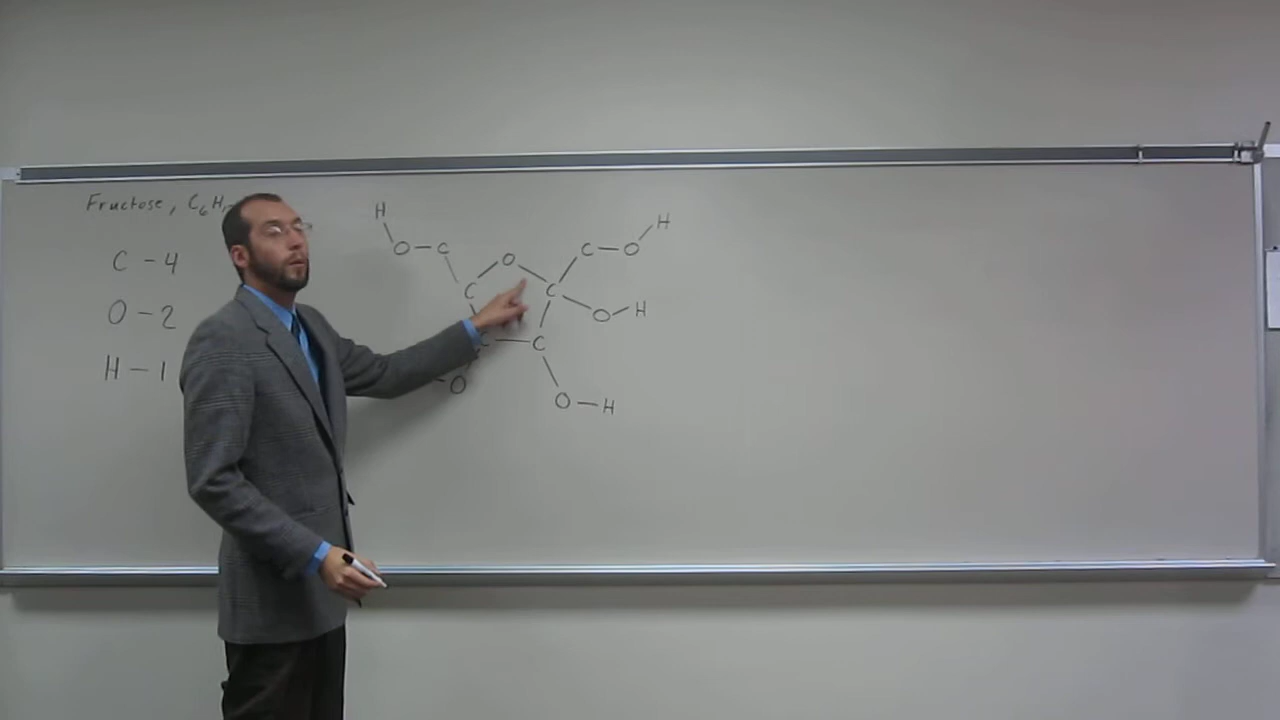 Fructose, C6H
C - 4
O - 2
H - 1
H H
O - C O C - O
C C
O - H
C - C
O
O - H